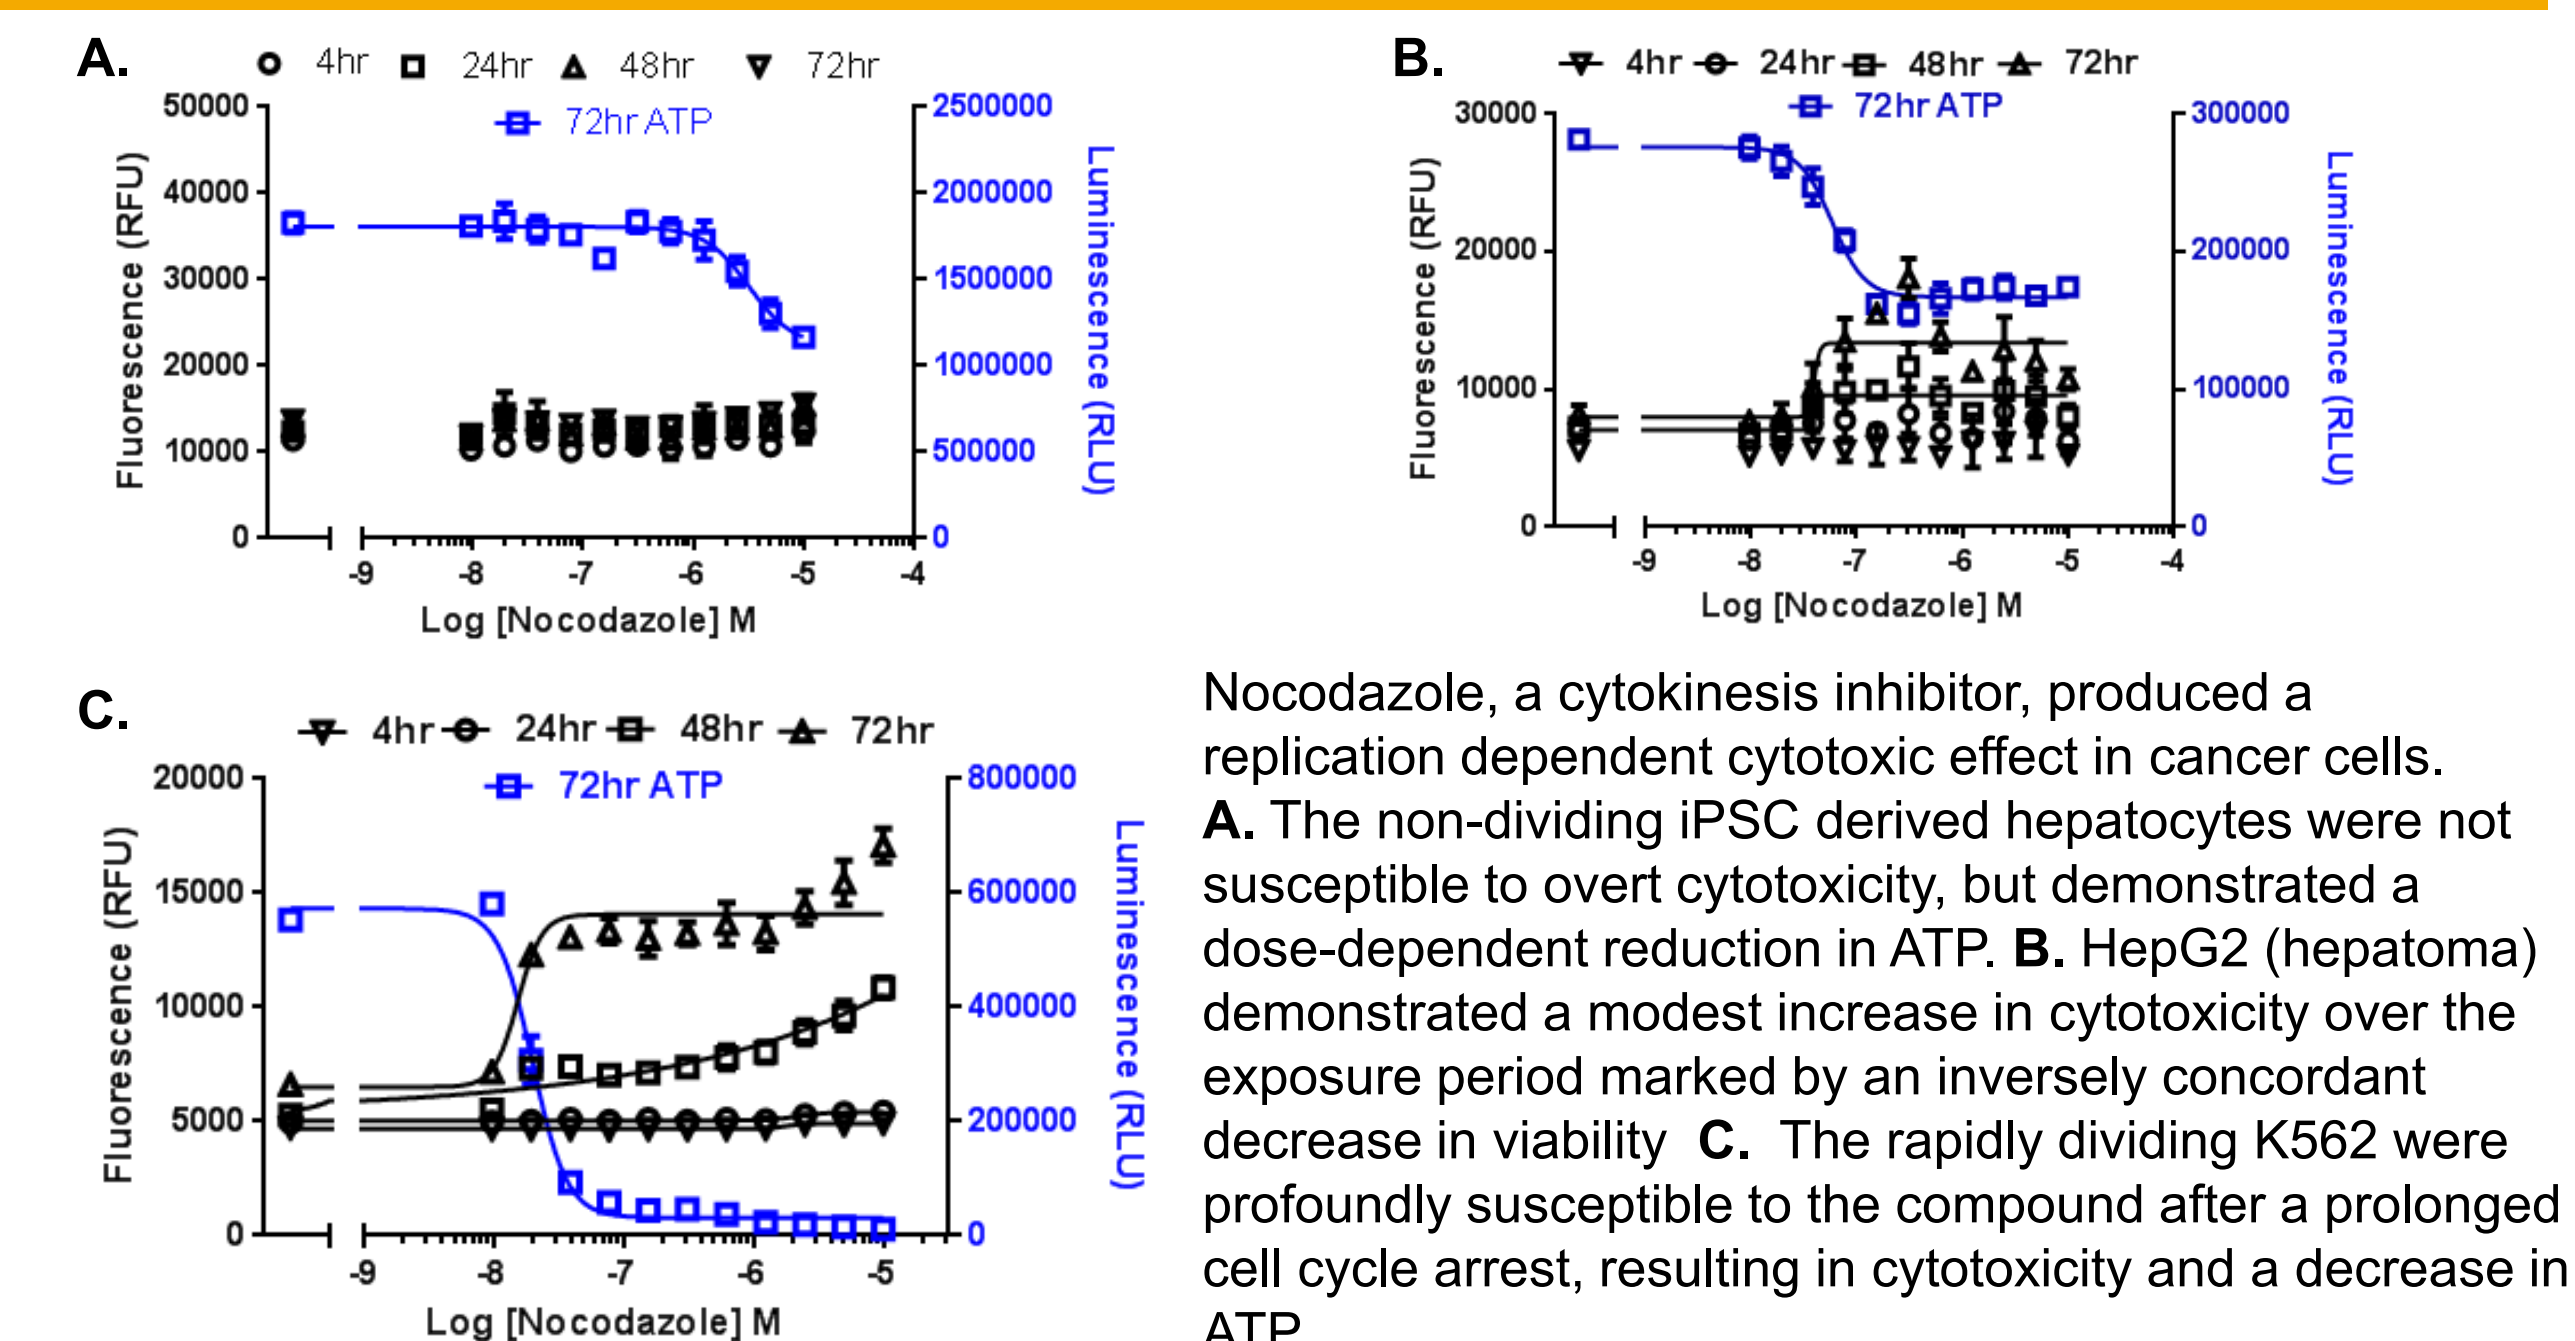 A.
4hr 24hr 48hr 72hr
72hr ATP
50000
40000
30000
20000
10000
0
Fluorescence (RFU)
2500000
2000000
1500000
1000000
500000
0
Luminescence (RLU)
-9 -8 -7 -6 -5 -4
Log [Nocodazole] M
B.
4hr 24hr 48hr 72hr
72hr ATP
30000
20000
10000
0
Fluorescence (RFU)
300000
200000
100000
0
Luminescence (RLU)
-9 -8 -7 -6 -5 -4
Log [Nocodazole] M
C.
4hr 24hr 48hr 72hr
72hr ATP
20000
15000
10000
5000
0
Fluorescence (RFU)
800000
600000
400000
200000
0
Luminescence (RLU)
-9 -8 -7 -6 -5
Log [Nocodazole] M
Nocodazole, a cytokinesis inhibitor, produced a
replication dependent cytotoxic effect in cancer cells.
A. The non-dividing iPSC derived hepatocytes were not
susceptible to overt cytotoxicity, but demonstrated a
dose-dependent reduction in ATP. B. HepG2 (hepatoma)
demonstrated a modest increase in cytotoxicity over the
exposure period marked by an inversely concordant
decrease in viability C. The rapidly dividing K562 were
profoundly susceptible to the compound after a prolonged
cell cycle arrest, resulting in cytotoxicity and a decrease in
ATP